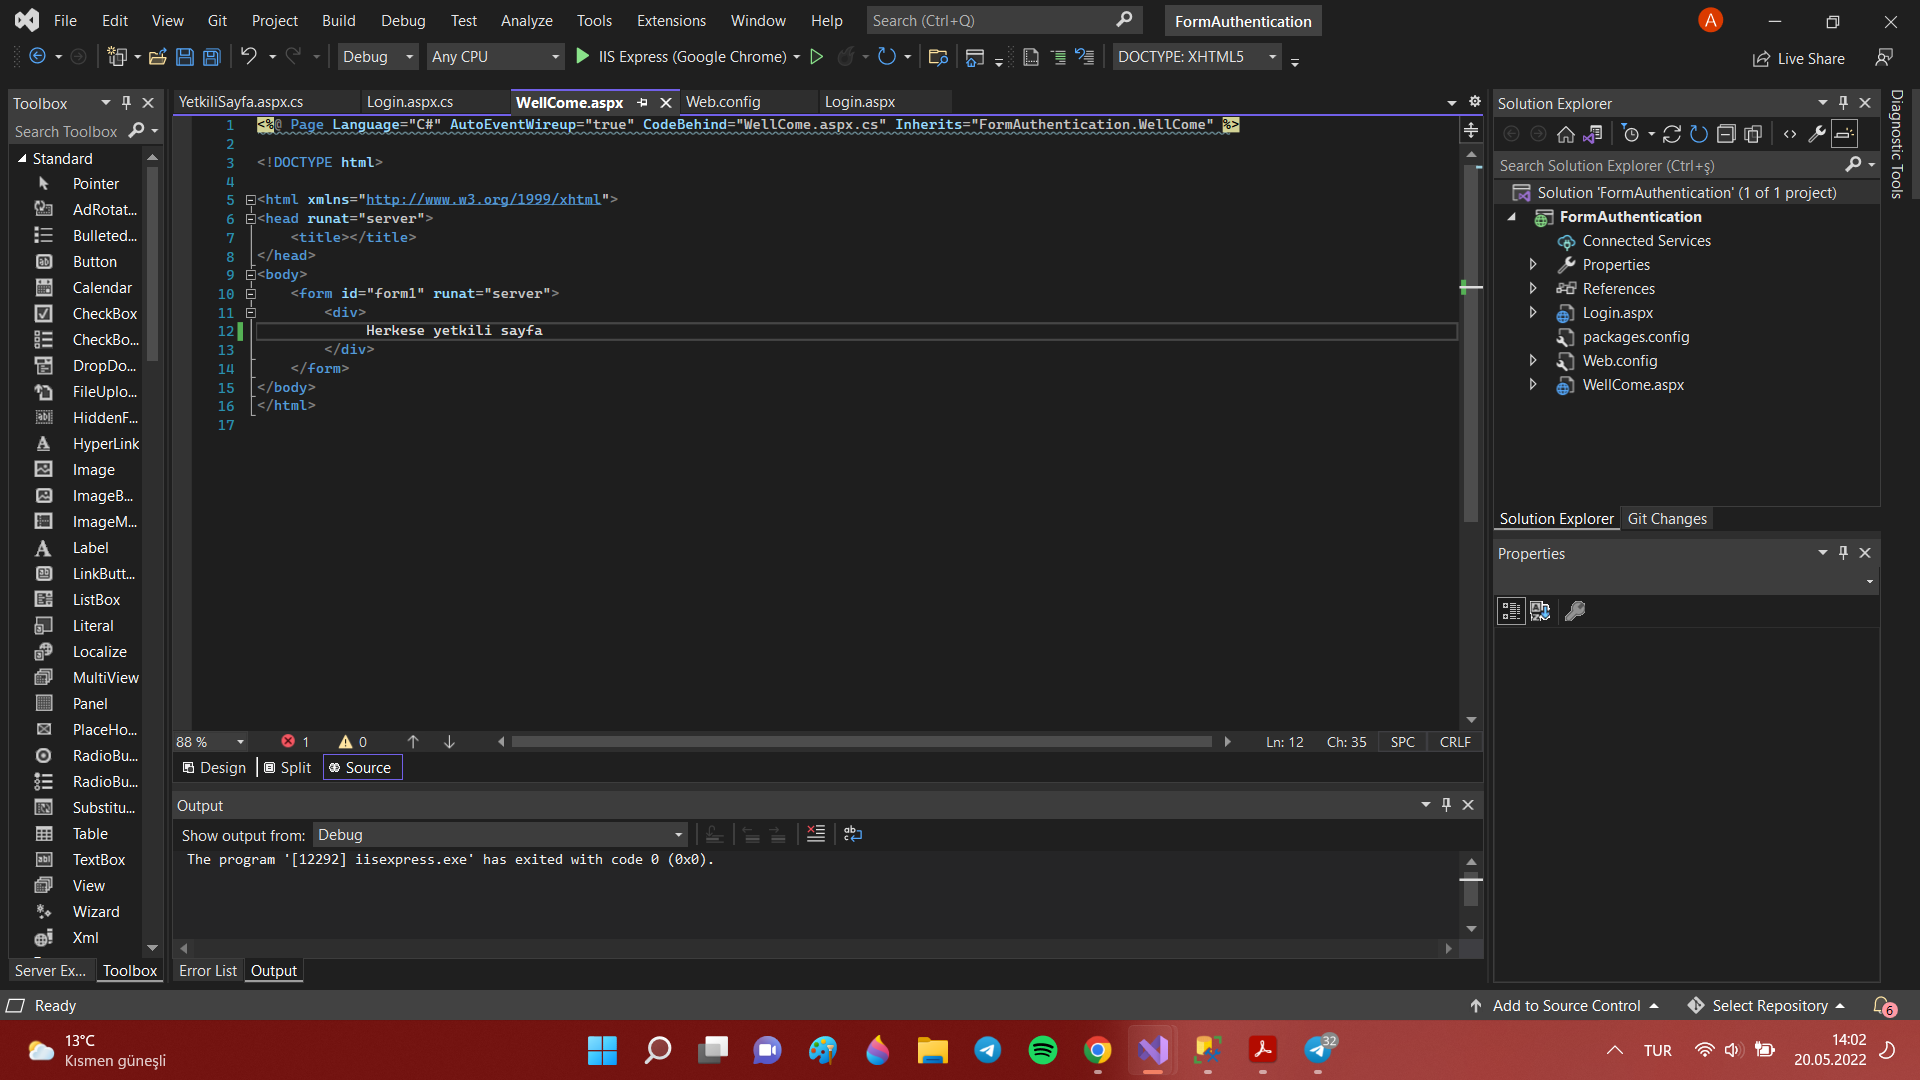 File Edit View Git Project Build Debug Test Analyze Tools Extensions Window Help Search (Ctrl+Q) FormAuthentication A
Debug Any CPU IIS Express (Google Chrome) DOCTYPE: XHTML5 Live Share
Toolbox
Search Toolbox
Standard
Pointer
AdRotat...
Bulleted...
Button
Calendar
CheckBox
CheckBo...
DropDo...
FileUplo...
HiddenF...
HyperLink
Image
ImageB...
ImageM...
Label
LinkButt...
ListBox
Literal
Localize
MultiView
Panel
PlaceHo...
RadioBu...
RadioBu...
Substitu...
Table
TextBox
View
Wizard
Xml
Server Ex... Toolbox
YetkiliSayfa.aspx.cs Login.aspx.cs WellCome.aspx Web.config Login.aspx
1 <%@ Page Language="C#" AutoEventWireup="true" CodeBehind="WellCome.aspx.cs" Inherits="FormAuthentication.WellCome" %>
2
3 <!DOCTYPE html>
4
5 <html xmlns="http://www.w3.org/1999/xhtml">
6 <head runat="server">
7 <title></title>
8 </head>
9 <body>
10 <form id="form1" runat="server">
11 <div>
12 Herkese yetkili sayfa
13 </div>
14 </form>
15 </body>
16 </html>
17
88 % 1 0 Ln: 12 Ch: 35 SPC CRLF
Design Split Source
Output
Show output from: Debug
The program '[12292] iisexpress.exe' has exited with code 0 (0x0).
Error List Output
Solution Explorer
Search Solution Explorer (Ctrl+ş)
Solution 'FormAuthentication' (1 of 1 project)
FormAuthentication
Connected Services
Properties
References
Login.aspx
packages.config
Web.config
WellCome.aspx
Solution Explorer Git Changes
Properties
Diagnostic Tools
Ready Add to Source Control Select Repository 6
13°C
Kısmen güneşli
32
TUR
14:02
20.05.2022